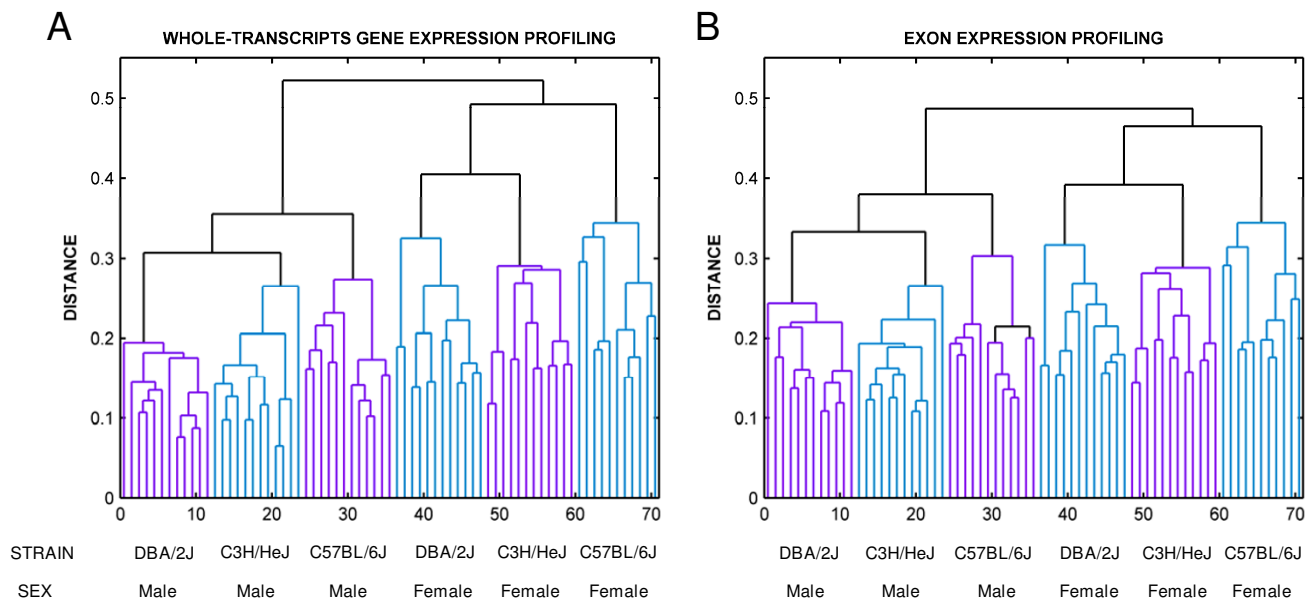 A
WHOLE-TRANSCRIPTS GENE EXPRESSION PROFILING
DISTANCE
0.5
0.4
0.3
0.2
0.1
0
0 10 20 30 40 50 60 70
B
EXON EXPRESSION PROFILING
DISTANCE
0.5
0.4
0.3
0.2
0.1
0
0 10 20 30 40 50 60 70
STRAIN DBA/2J C3H/HeJ C57BL/6J DBA/2J C3H/HeJ C57BL/6J DBA/2J C3H/HeJ C57BL/6J DBA/2J C3H/HeJ C57BL/6J
SEX Male Male Male Female Female Female Male Male Male Female Female Female